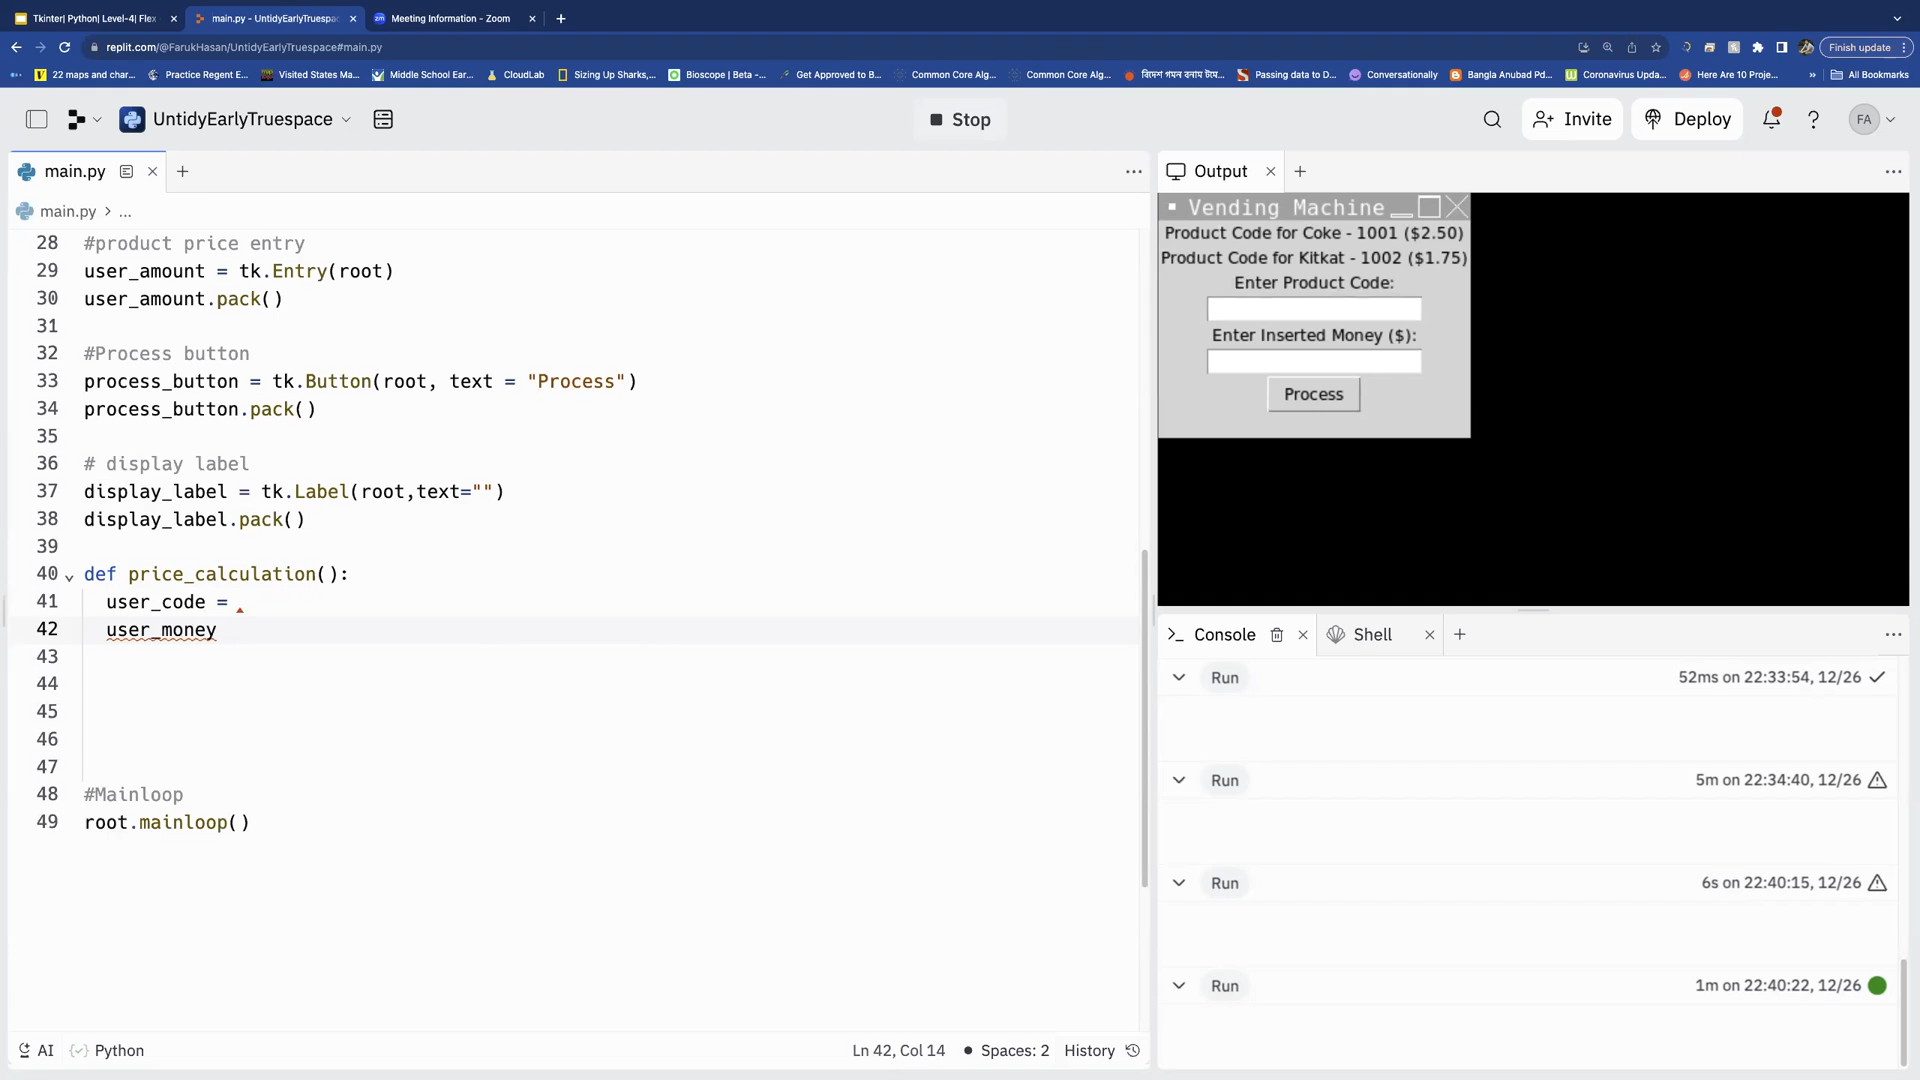 Tkinter| Python| Level-4| Flex
main.py - UntidyEarlyTruespac
Meeting Information - Zoom
replit.com/@FarukHasan/UntidyEarlyTruespace#main.py
Finish update
22 maps and char...
Practice Regent E...
Visited States Ma...
Middle School Ear...
CloudLab
Sizing Up Sharks,...
Bioscope | Beta -...
Get Approved to B...
Common Core Alg...
Common Core Alg...
Passing data to D...
Conversationally
Bangla Anubad Pd...
Coronavirus Upda...
Here Are 10 Proje...
»
All Bookmarks
UntidyEarlyTruespace
Stop
Invite
Deploy
?
FA
main.py
main.py > ...
28 #product price entry
29 user_amount = tk.Entry(root)
30 user_amount.pack()
31
32 #Process button
33 process_button = tk.Button(root, text = "Process")
34 process_button.pack()
35
36 # display label
37 display_label = tk.Label(root,text="")
38 display_label.pack()
39
40 def price_calculation():
41 user_code =
42 user_money
43
44
45
46
47
48 #Mainloop
49 root.mainloop()
AI
Python
Ln 42, Col 14
Spaces: 2
History
Output
Vending Machine
Product Code for Coke - 1001 ($2.50)
Product Code for Kitkat - 1002 ($1.75)
Enter Product Code:
Enter Inserted Money ($):
Process
Console
Shell
Run
52ms on 22:33:54, 12/26
Run
5m on 22:34:40, 12/26
Run
6s on 22:40:15, 12/26
Run
1m on 22:40:22, 12/26